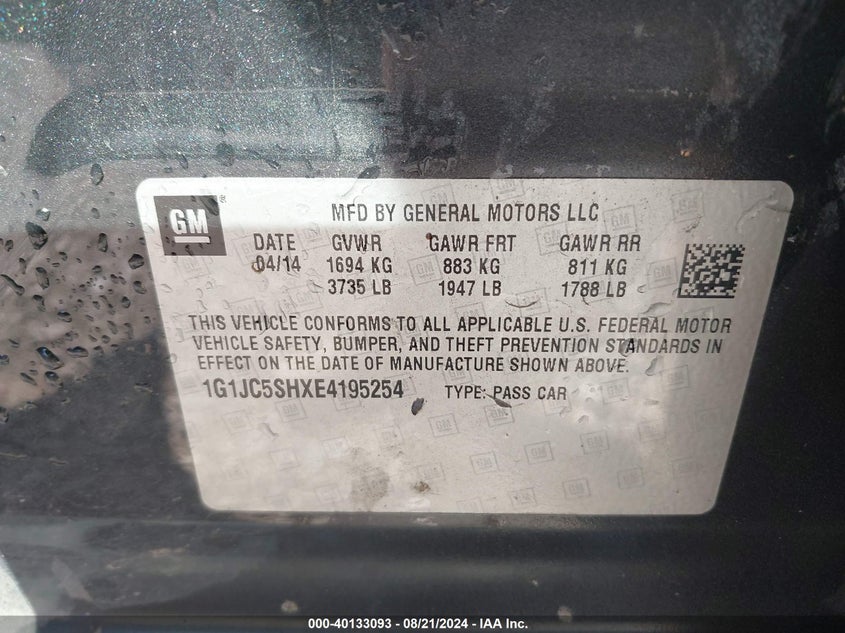 GM
MFD BY GENERAL MOTORS LLC
DATE GVWR GAWR FRT GAWR RR
04/14 1694 KG 883 KG 811 KG
3735 LB 1947 LB 1788 LB
THIS VEHICLE CONFORMS TO ALL APPLICABLE U.S. FEDERAL MOTOR
VEHICLE SAFETY, BUMPER, AND THEFT PREVENTION STANDARDS IN
EFFECT ON THE DATE OF MANUFACTURE SHOWN ABOVE.
1G1JC5SHXE4195254 TYPE: PASS CAR
000-40133093 - 08/21/2024 - IAA Inc.